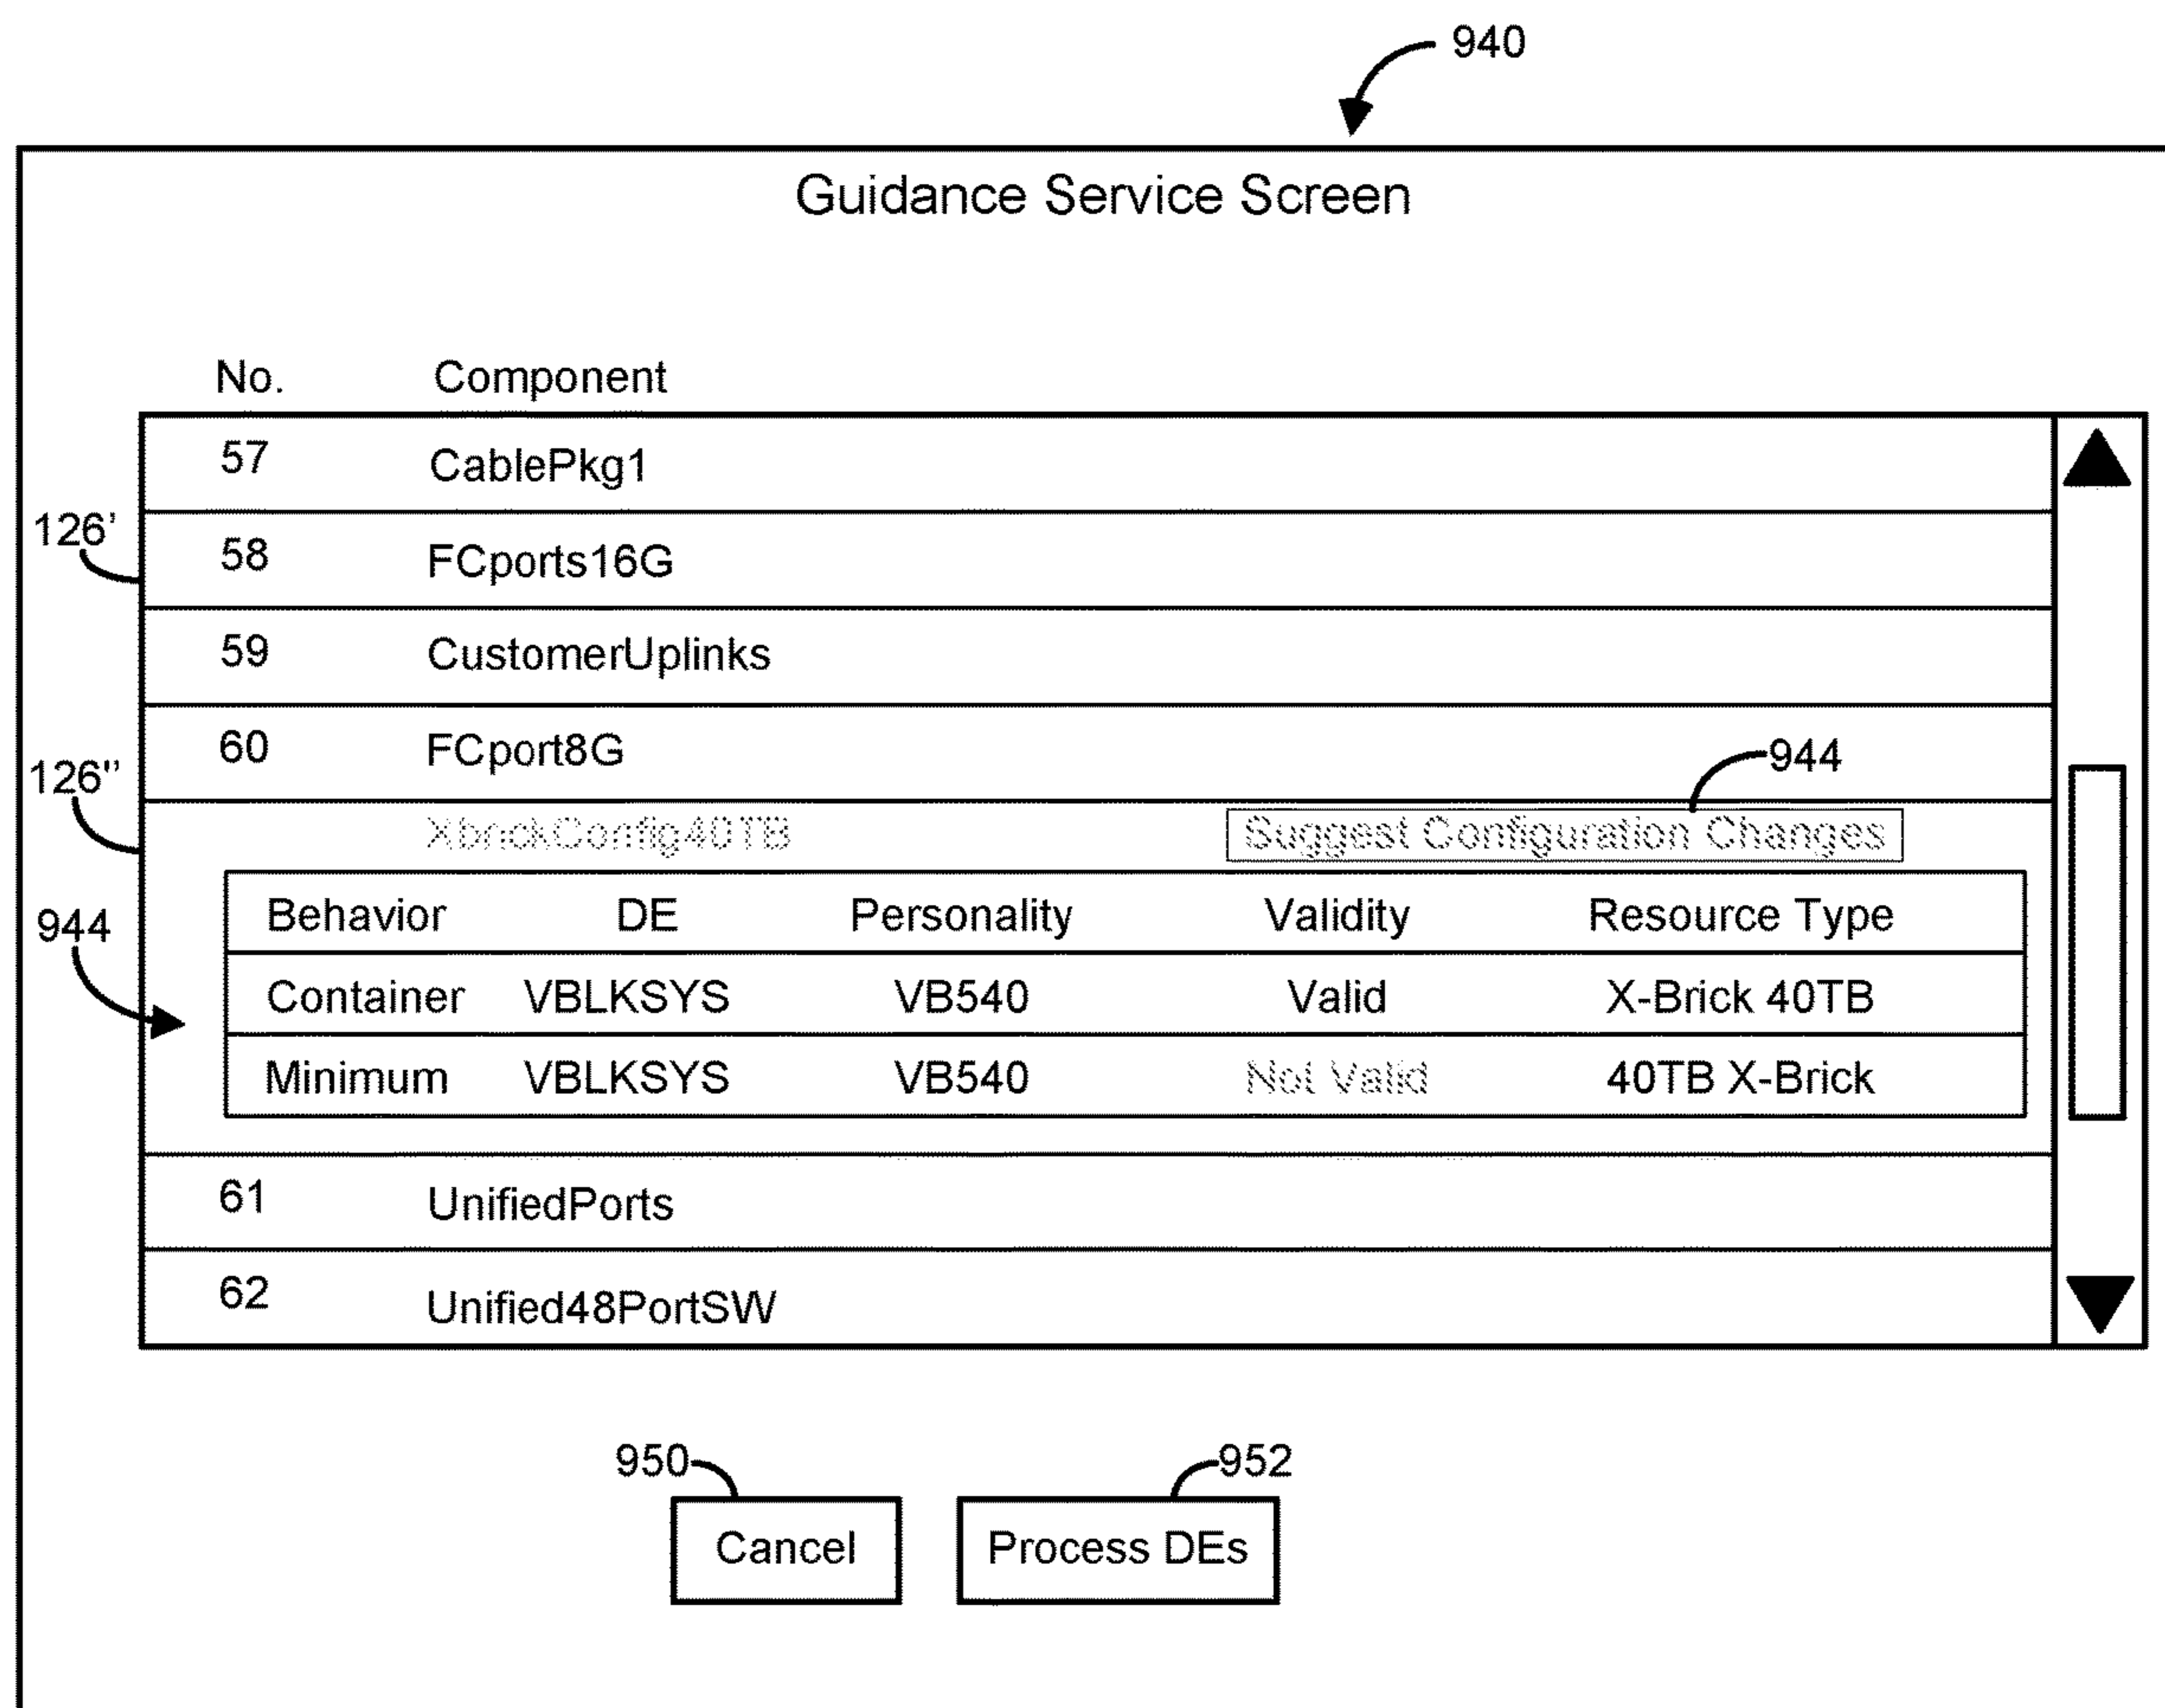 940
Guidance Service Screen
No. Component
57 CablePkg1
126' 58 FCports16G
59 CustomerUplinks
60 FCport8G
944
126"
XbrickConfig40TB Suggest Configuration Changes
944 Behavior DE Personality Validity Resource Type
Container VBLKSYS VB540 Valid X-Brick 40TB
Minimum VBLKSYS VB540 Not Valid 40TB X-Brick
61 UnifiedPorts
62 Unified48PortSW
950 952
Cancel Process DEs